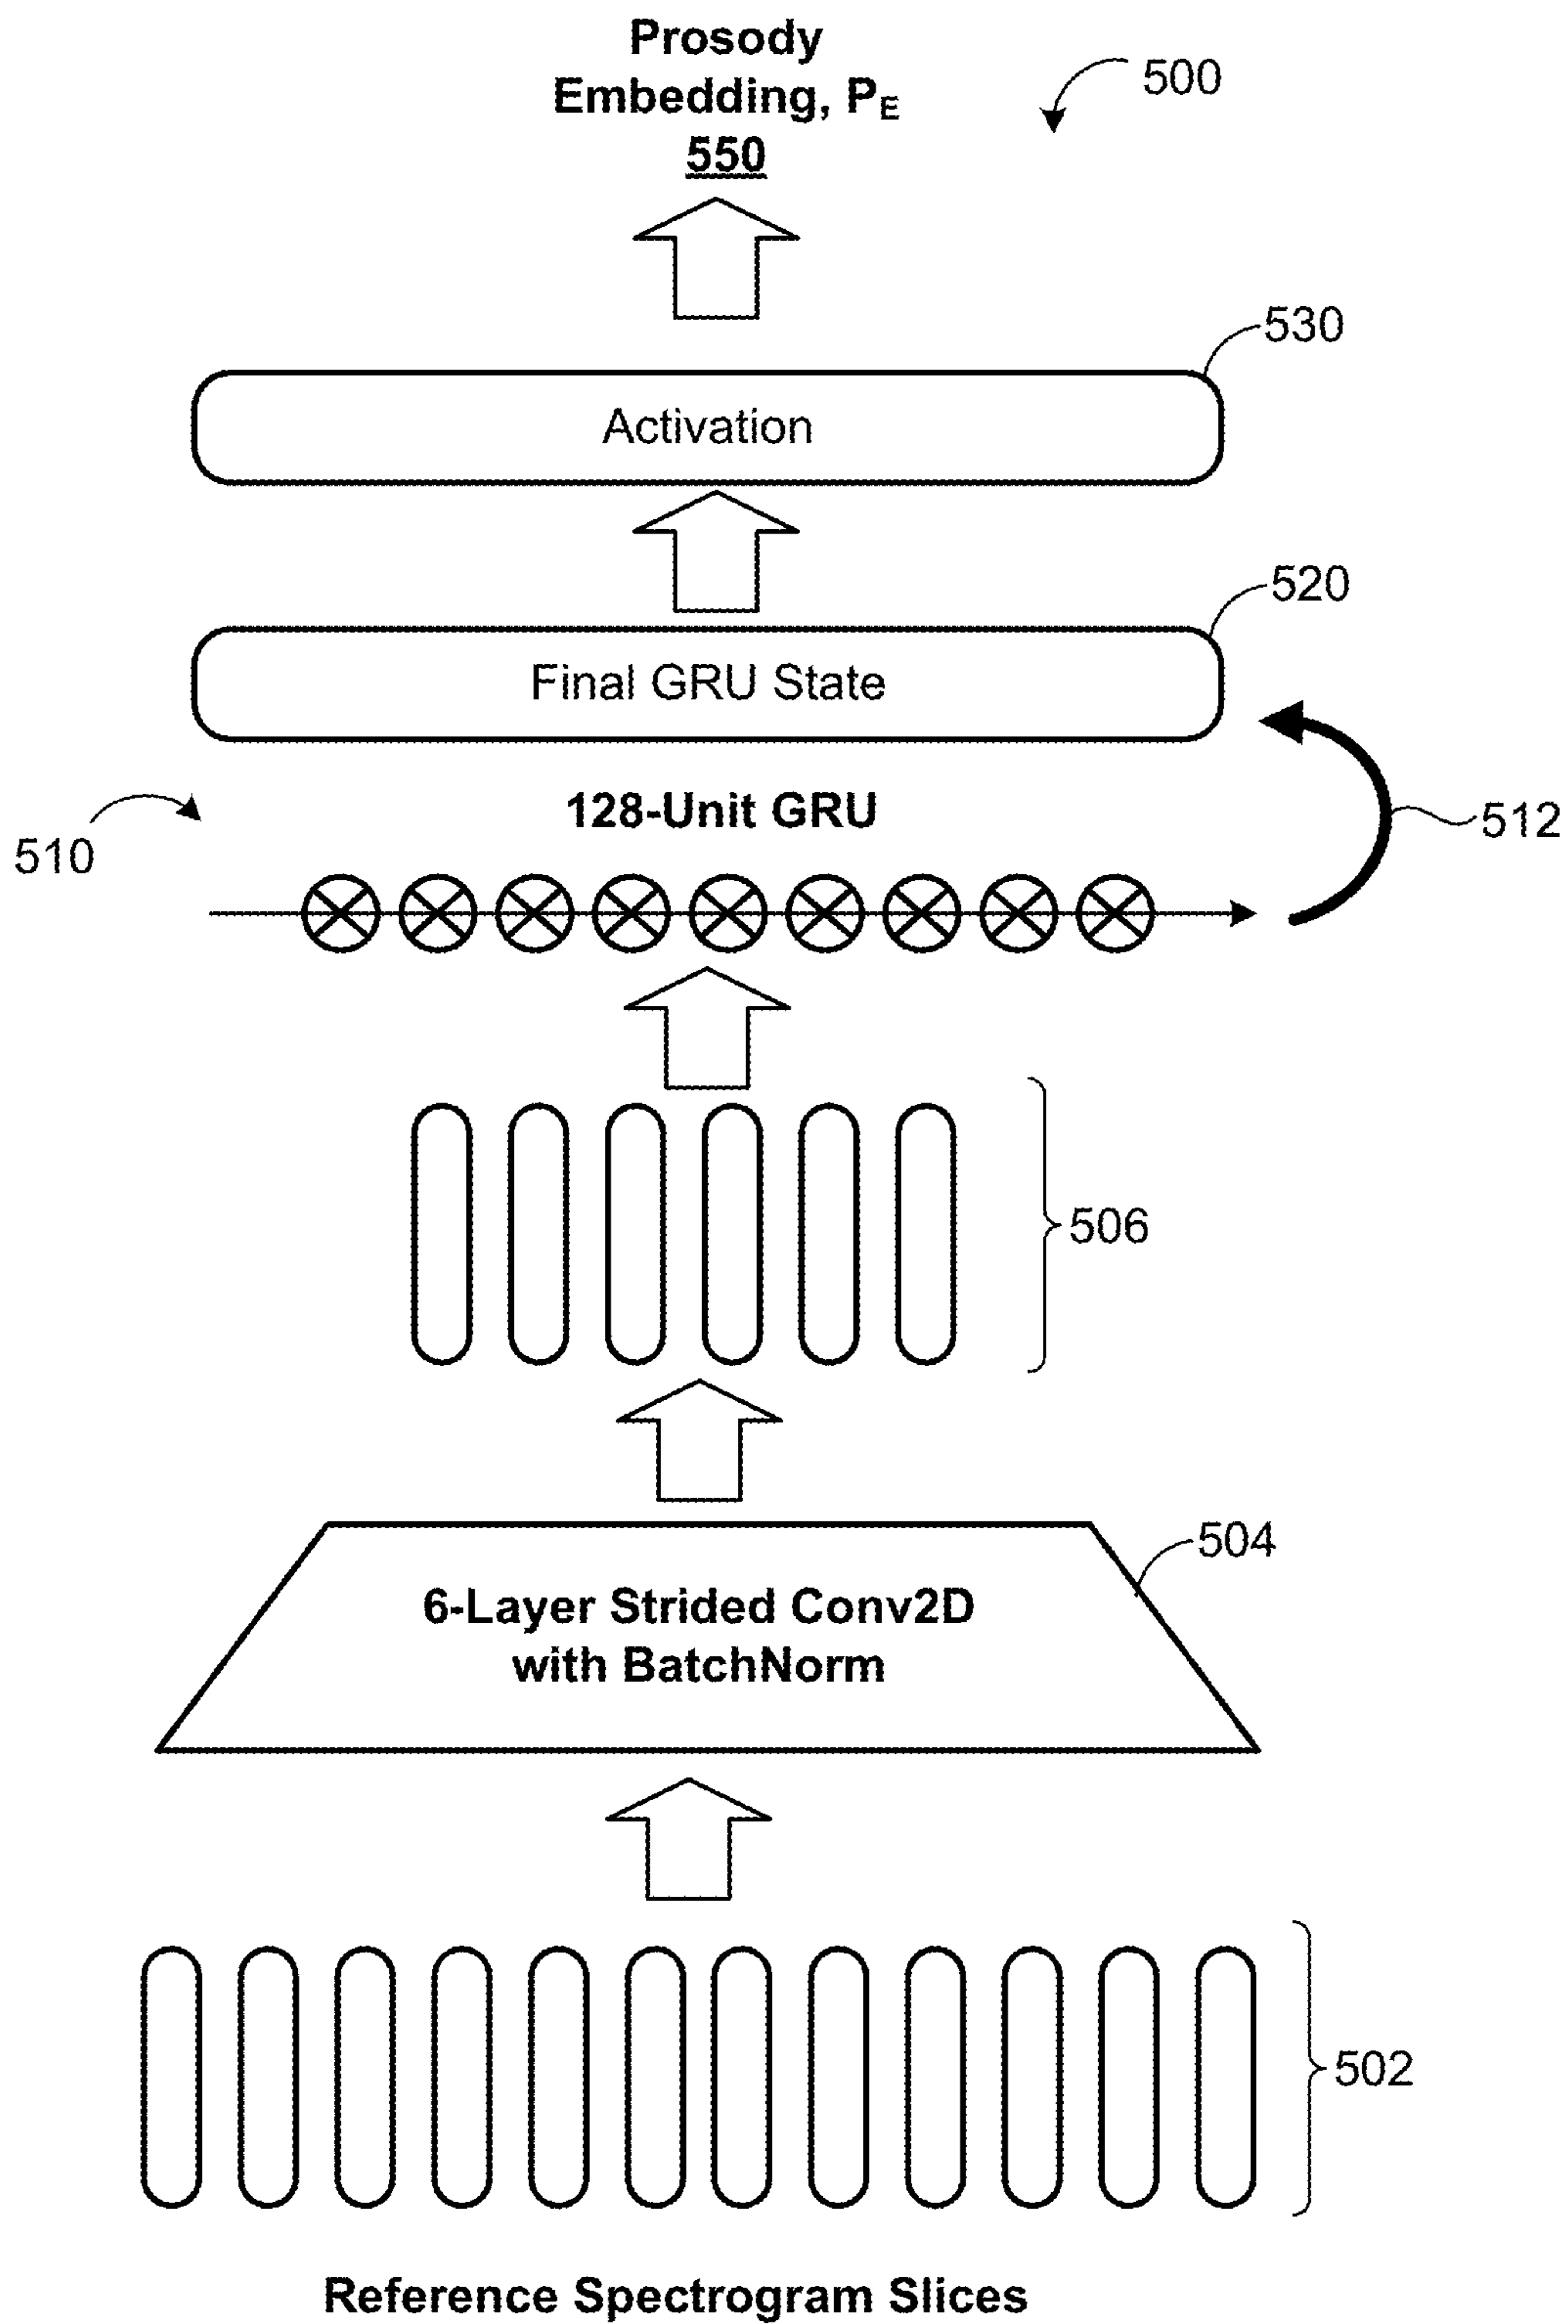 Prosody
Embedding, PE
550
500
530
Activation
520
Final GRU State
128-Unit GRU
510
512
506
504
6-Layer Strided Conv2D
with BatchNorm
502
Reference Spectrogram Slices